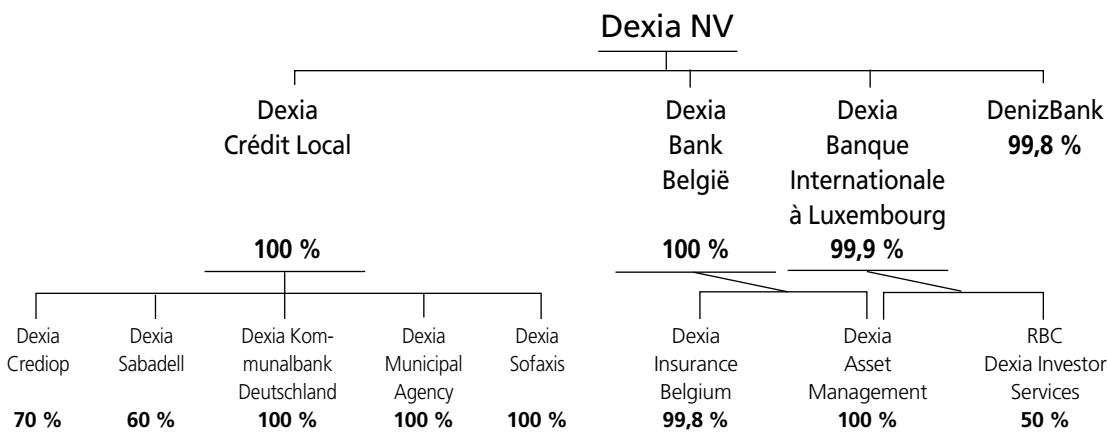 Dexia NV
Dexia
Crédit Local
100 %
Dexia
Bank
België
100 %
Dexia
Banque
Internationale
à Luxembourg
99,9 %
DenizBank
99,8 %
Dexia
Crediop
70 %
Dexia
Sabadell
60 %
Dexia Kom-
munalbank
Deutschland
100 %
Dexia
Municipal
Agency
100 %
Dexia
Sofaxis
100 %
Dexia
Insurance
Belgium
99,8 %
Dexia
Asset
Management
100 %
RBC
Dexia Investor
Services
50 %